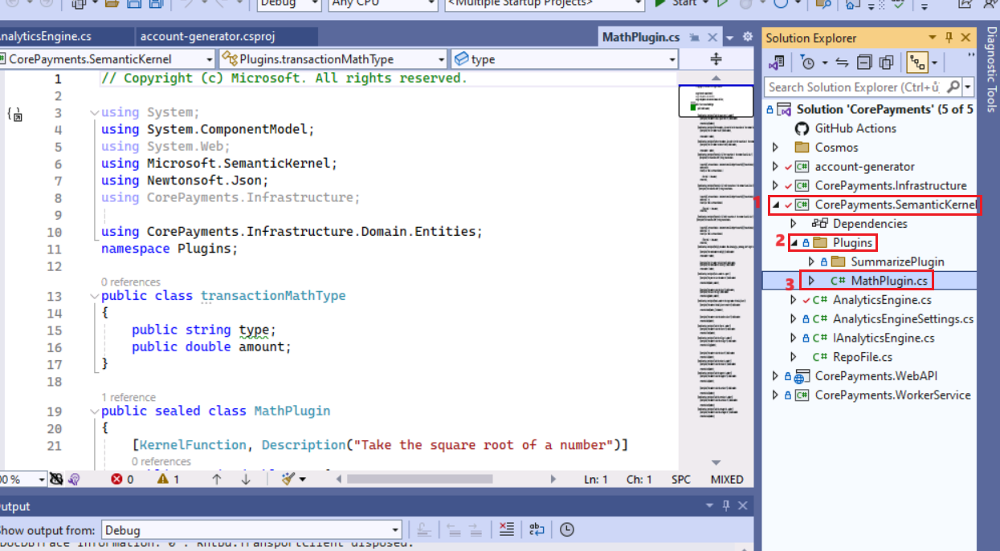 Debug
Any CPU
<Multiple Startup Projects>
Start
nalyticsEngine.cs
account-generator.csproj
MathPlugin.cs
CorePayments.SemanticKernel
Plugins.transactionMathType
type
1 // Copyright (c) Microsoft. All rights reserved.
2
3 using System;
4 using System.ComponentModel;
5 using System.Web;
6 using Microsoft.SemanticKernel;
7 using Newtonsoft.Json;
8 using CorePayments.Infrastructure;
9
10 using CorePayments.Infrastructure.Domain.Entities;
11 namespace Plugins;
12
0 references
13 public class transactionMathType
14 {
15 public string type;
16 public double amount;
17 }
18
1 reference
19 public sealed class MathPlugin
20 {
21 [KernelFunction, Description("Take the square root of a number")]
0 references
00 %
0
1
Ln: 1
Ch: 1
SPC
MIXED
utput
how output from:
Debug
DocDBTrace Information: 0 : RntbdTransportClient disposed.
Solution Explorer
Search Solution Explorer (Ctrl+ů)
Solution 'CorePayments' (5 of 5
GitHub Actions
Cosmos
account-generator
CorePayments.Infrastructure
1 CorePayments.SemanticKernel
Dependencies
2 Plugins
SummarizePlugin
3 C# MathPlugin.cs
C# AnalyticsEngine.cs
C# AnalyticsEngineSettings.cs
C# IAnalyticsEngine.cs
C# RepoFile.cs
CorePayments.WebAPI
CorePayments.WorkerService
Diagnostic Tools